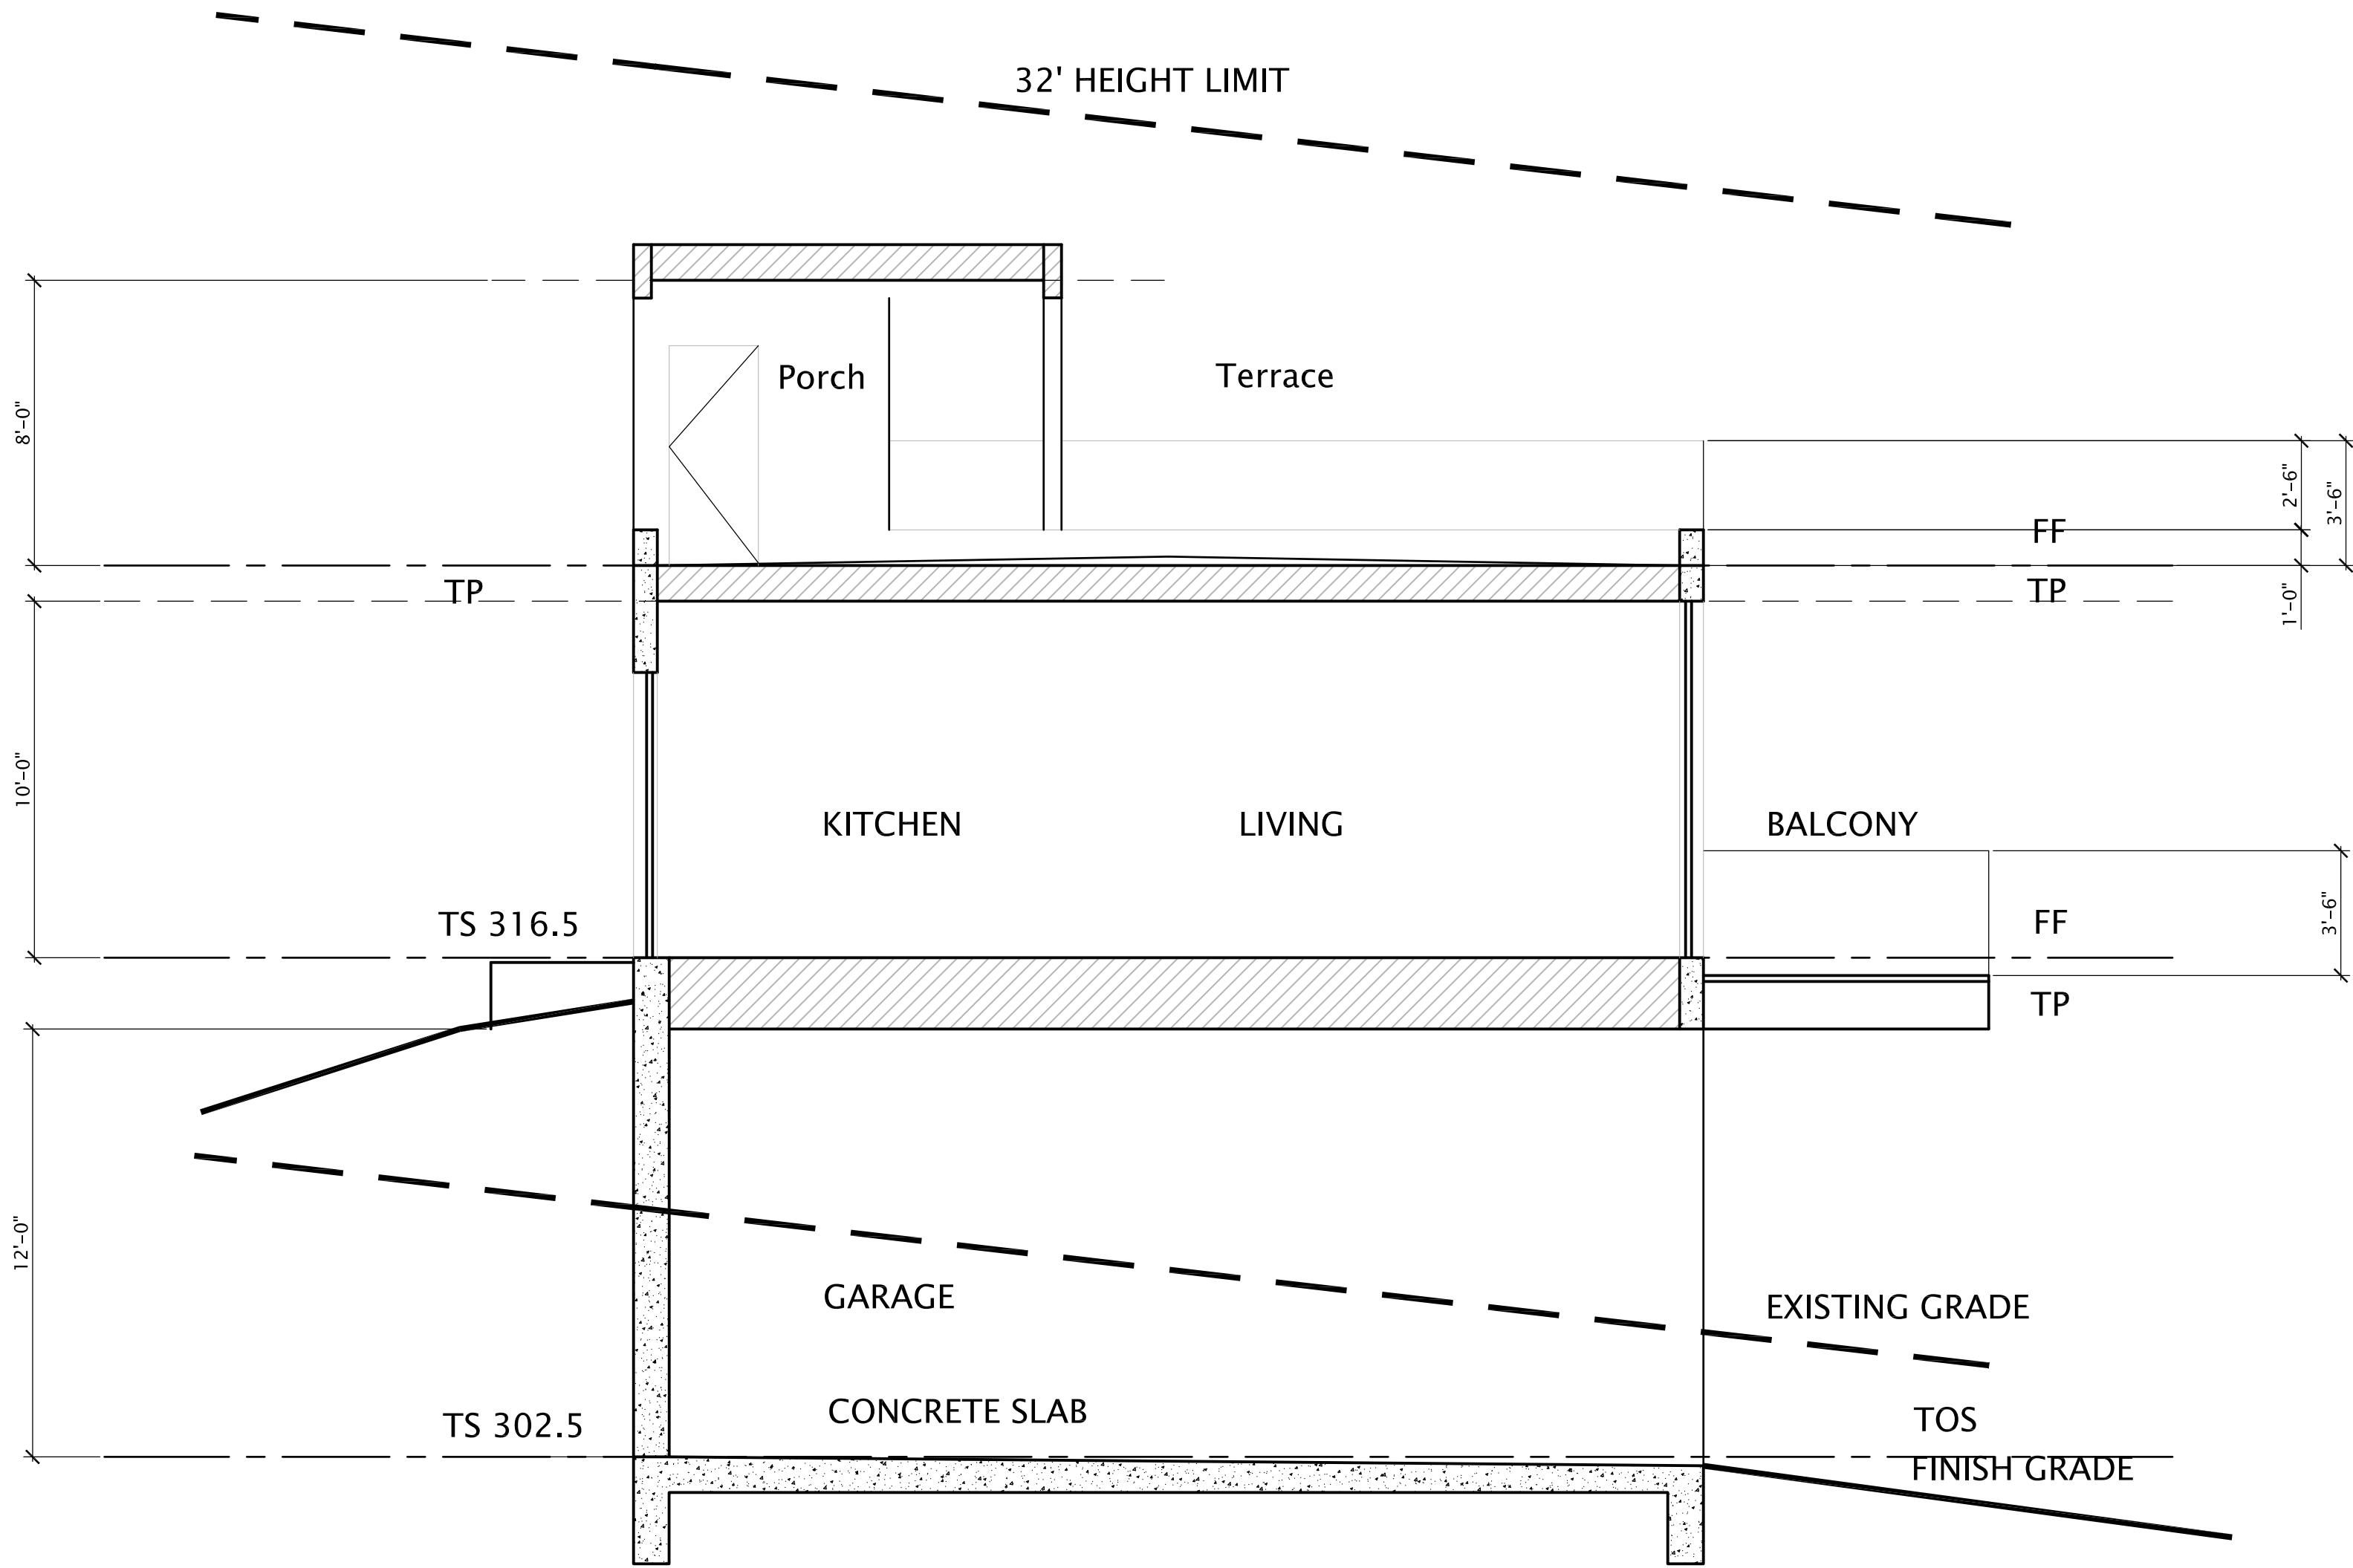 32' HEIGHT LIMIT
8'-0"
Porch
Terrace
2'-6"
3'-6"
FF
TP
TP
1'-0"
10'-0"
KITCHEN
LIVING
BALCONY
TS 316.5
FF
3'-6"
TP
12'-0"
GARAGE
EXISTING GRADE
CONCRETE SLAB
TOS
TS 302.5
FINISH GRADE